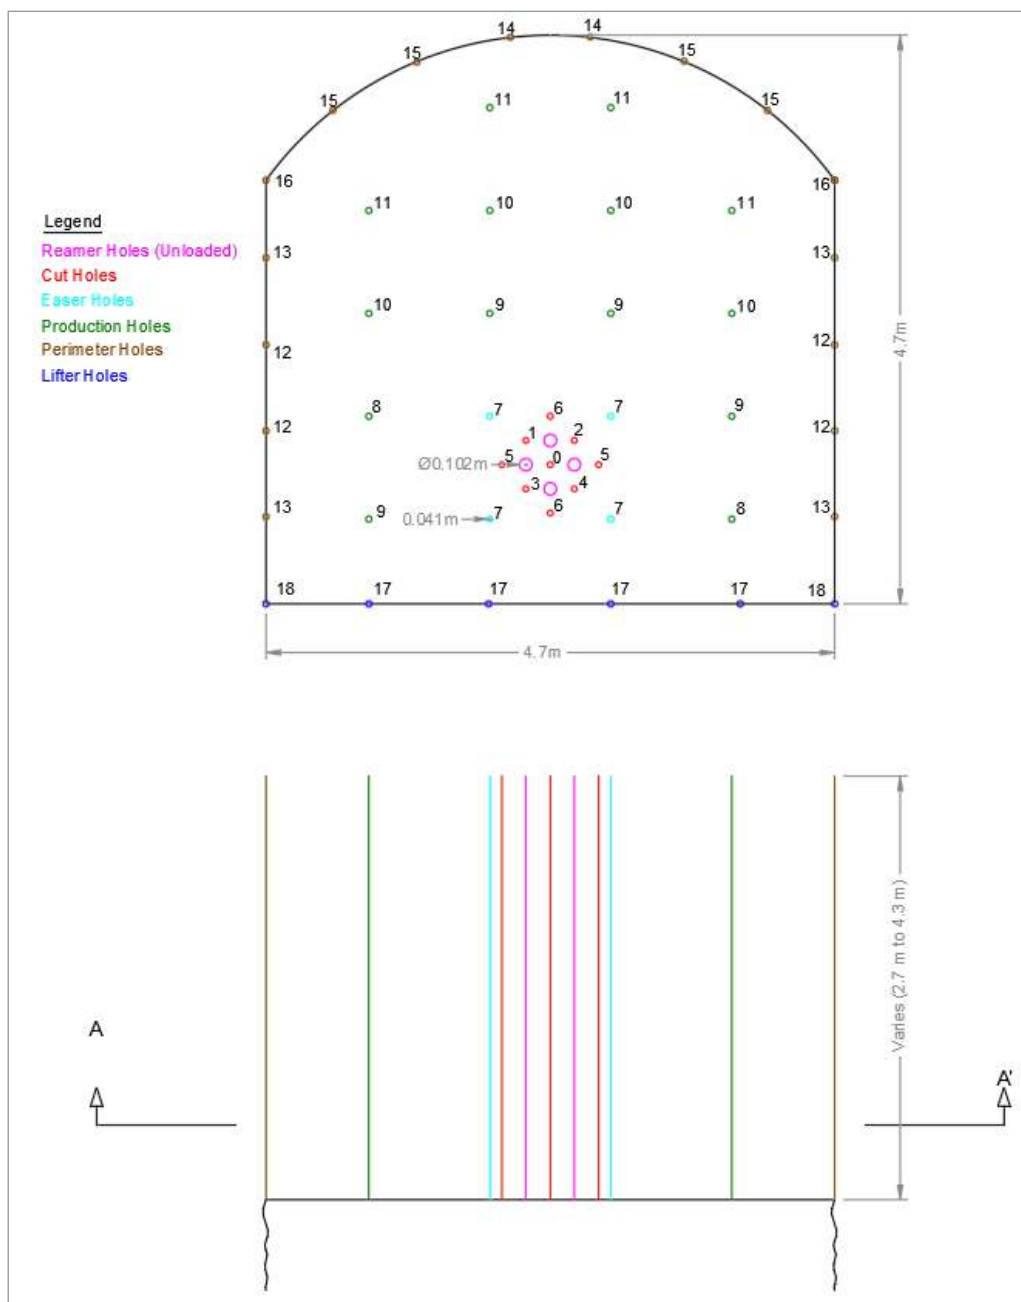 14 14
15 15
15 11 11 15
16 16
11 10 10 11
Legend
Reamer Holes (Unloaded)
13 13
Cut Holes
Easer Holes
10 9 9 10
Production Holes
Perimeter Holes
12 12
4.7m
Lifter Holes
8 7 6 7 9
12 1 2 12
Ø0.102m 5 0 5
3 4
13 9 0.041m 7 6 7 8 13
18 17 17 17 17 18
4.7m
Varies (2.7 m to 4.3 m)
A A'